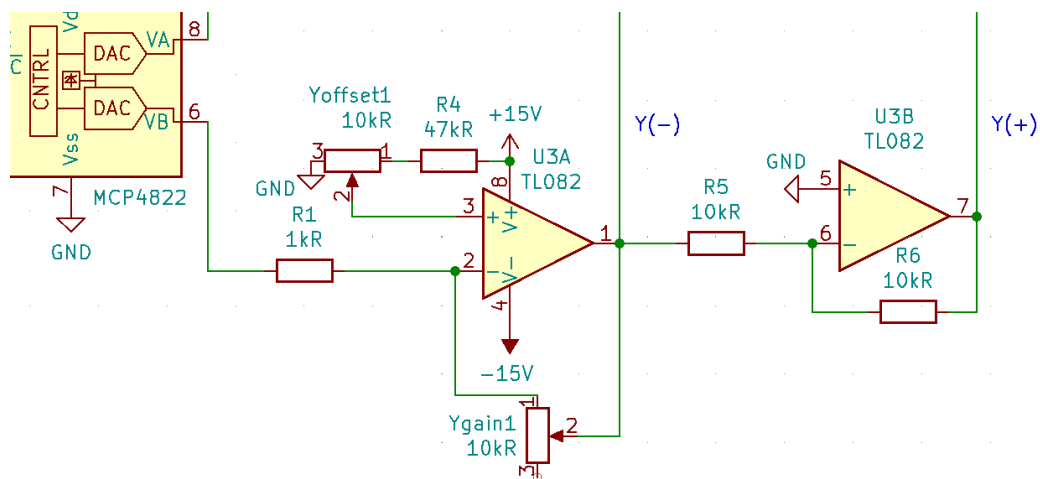 VA
8
DAC
CNTRL
CI
DAC
VB
6
Vss
7
MCP4822
GND
Yoffset1
10kR
3
1
2
GND
R4
47kR
+15V
8
U3A
TL082
3
+
V+
2
-
V-
1
4
-15V
R1
1kR
Ygain1
10kR
1
2
3
Y(-)
R5
10kR
GND
U3B
TL082
5
+
6
-
7
R6
10kR
Y(+)